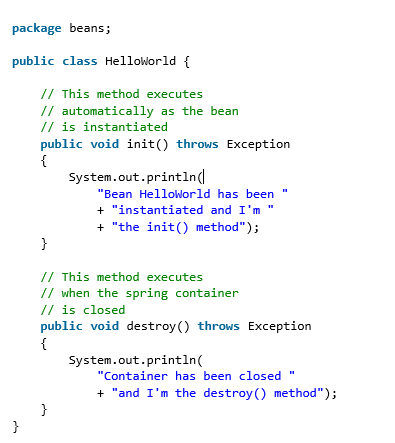 package beans;
public class HelloWorld {
// This method executes
// automatically as the bean
// is instantiated
public void init() throws Exception
{
System.out.println(
"Bean HelloWorld has been "
+ "instantiated and I'm "
+ "the init() method");
}
// This method executes
// when the spring container
// is closed
public void destroy() throws Exception
{
System.out.println(
"Container has been closed "
+ "and I'm the destroy() method");
}
}